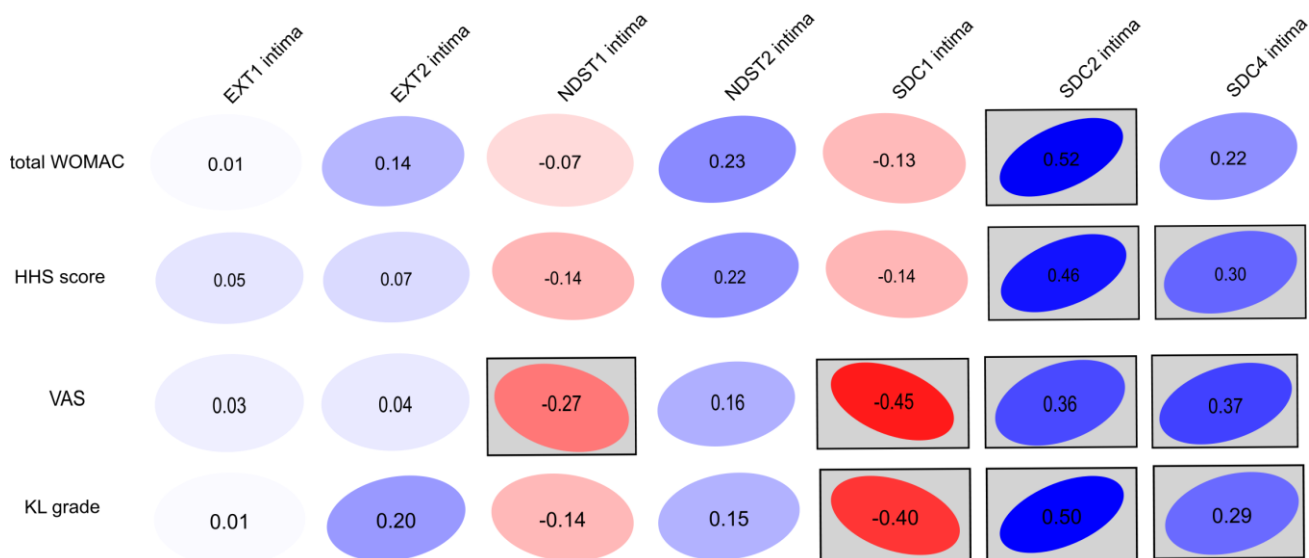 EXT1 intima EXT2 intima NDST1 intima NDST2 intima SDC1 intima SDC2 intima SDC4 intima
total WOMAC 0.01 0.14 -0.07 0.23 -0.13 0.52 0.22
HHS score 0.05 0.07 -0.14 0.22 -0.14 0.46 0.30
VAS 0.03 0.04 -0.27 0.16 -0.45 0.36 0.37
KL grade 0.01 0.20 -0.14 0.15 -0.40 0.50 0.29